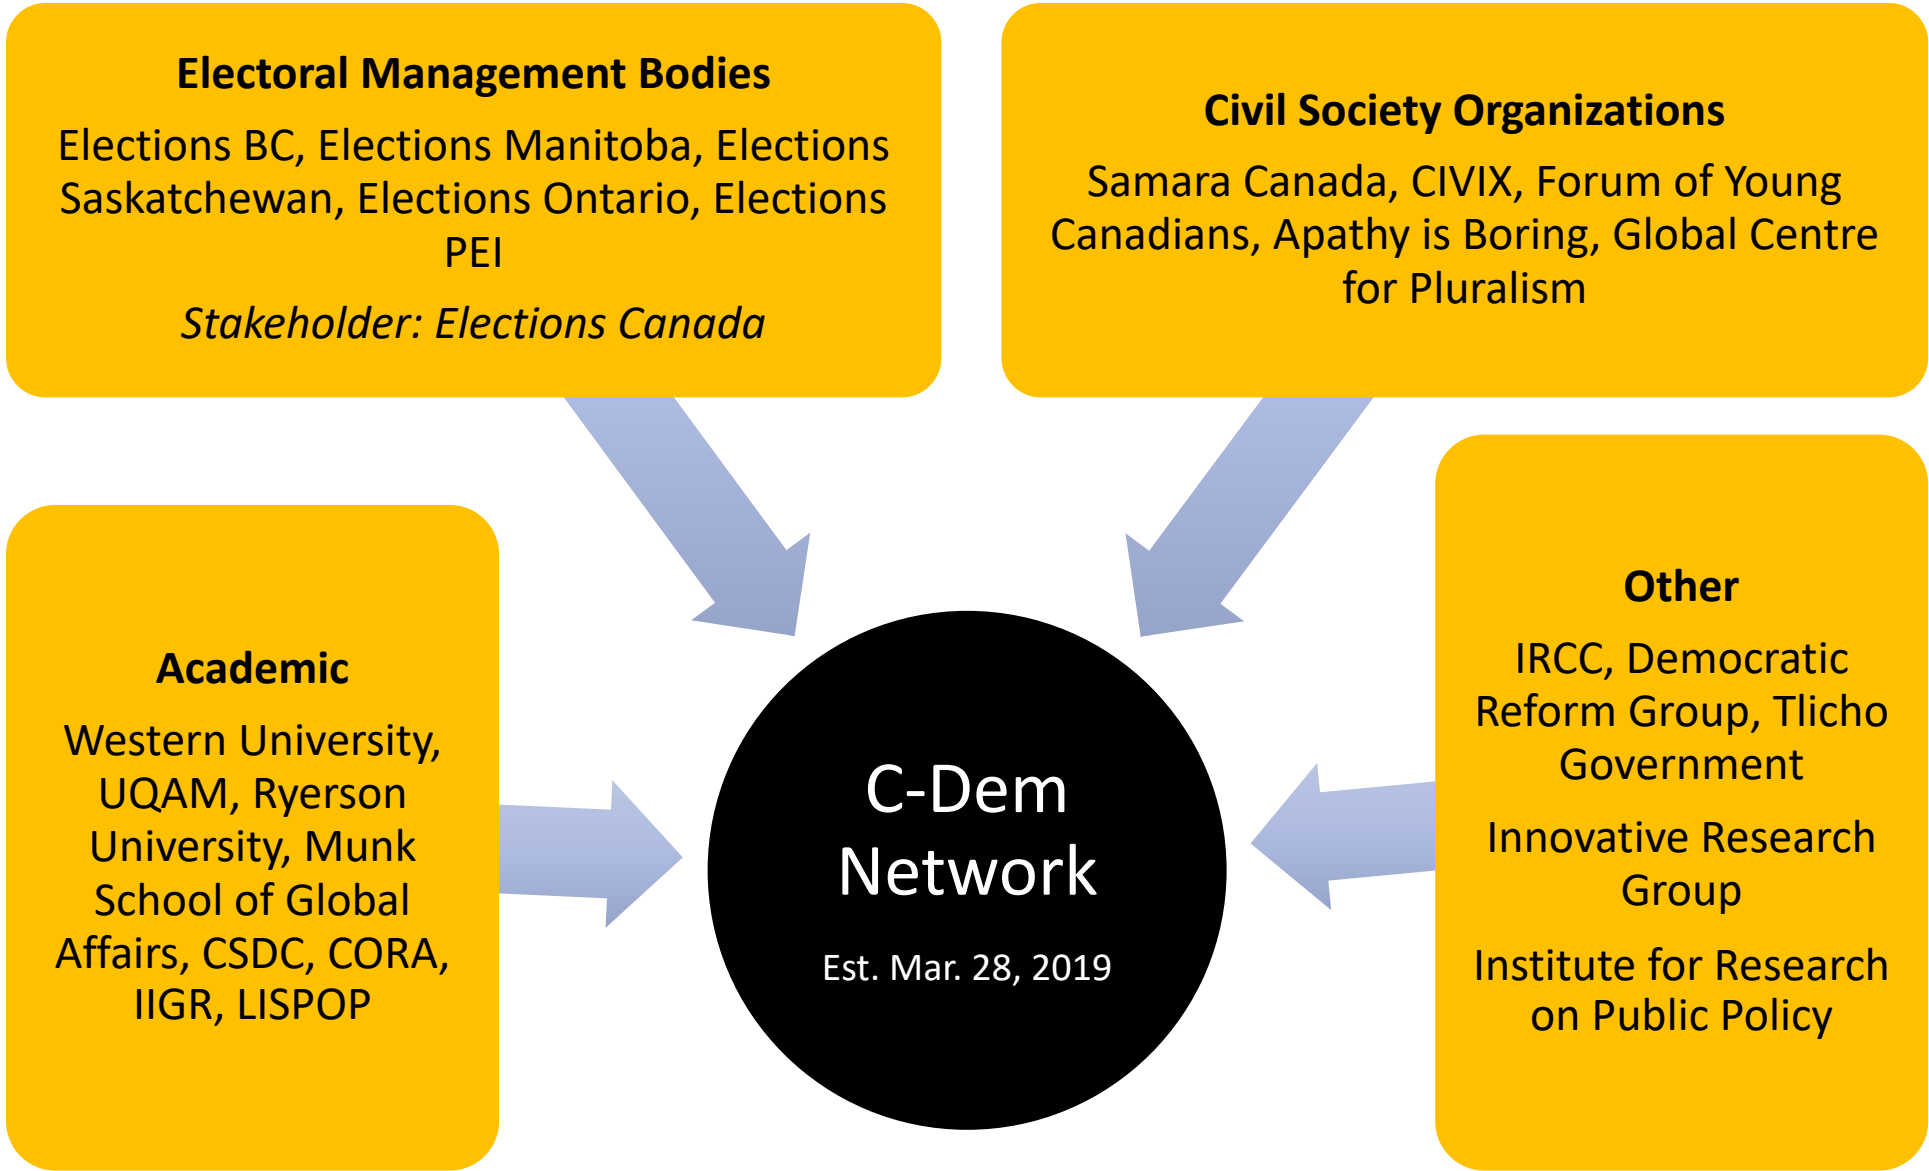 Electoral Management Bodies
Elections BC, Elections Manitoba, Elections
Saskatchewan, Elections Ontario, Elections
PEI
Stakeholder: Elections Canada
Civil Society Organizations
Samara Canada, CIVIX, Forum of Young
Canadians, Apathy is Boring, Global Centre
for Pluralism
Academic
Western University,
UQAM, Ryerson
University, Munk
School of Global
Affairs, CSDC, CORA,
IIGR, LISPOP
C-Dem
Network
Est. Mar. 28, 2019
Other
IRCC, Democratic
Reform Group, Tlicho
Government
Innovative Research
Group
Institute for Research
on Public Policy